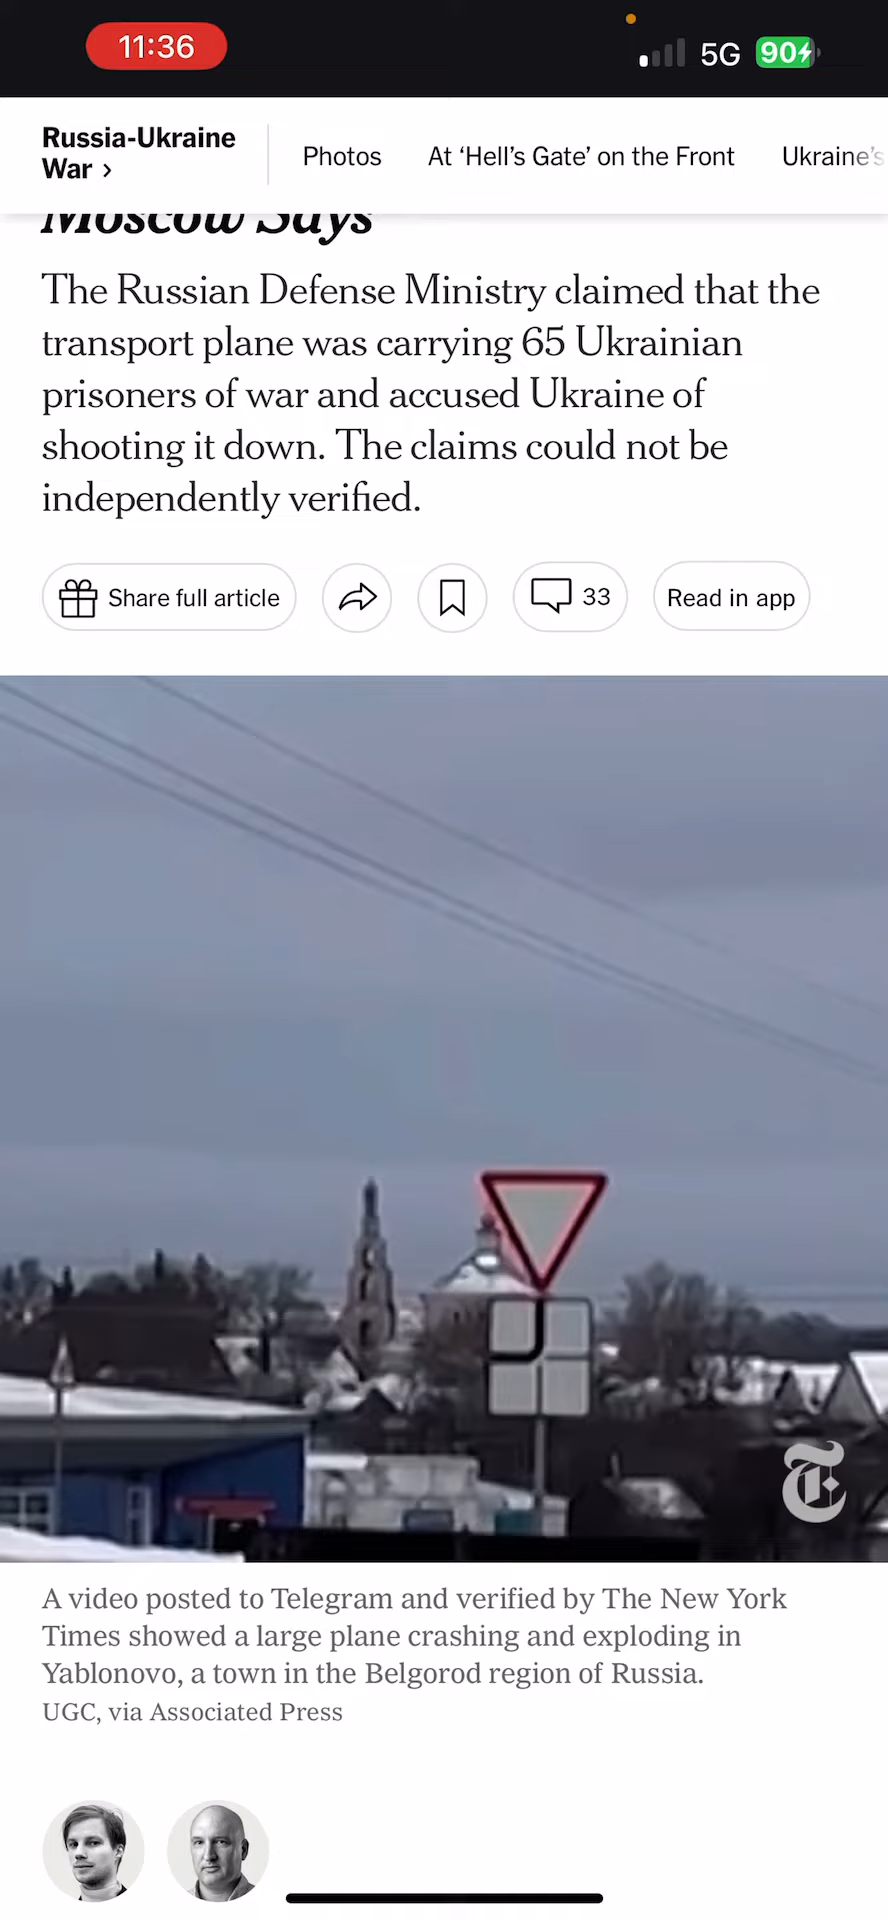 11:36
5G
90
Russia-Ukraine
War >
Photos
At ‘Hell’s Gate’ on the Front
Ukraine’s
Moscow Says
The Russian Defense Ministry claimed that the
transport plane was carrying 65 Ukrainian
prisoners of war and accused Ukraine of
shooting it down. The claims could not be
independently verified.
Share full article
33
Read in app
T
A video posted to Telegram and verified by The New York
Times showed a large plane crashing and exploding in
Yablonovo, a town in the Belgorod region of Russia.
UGC, via Associated Press